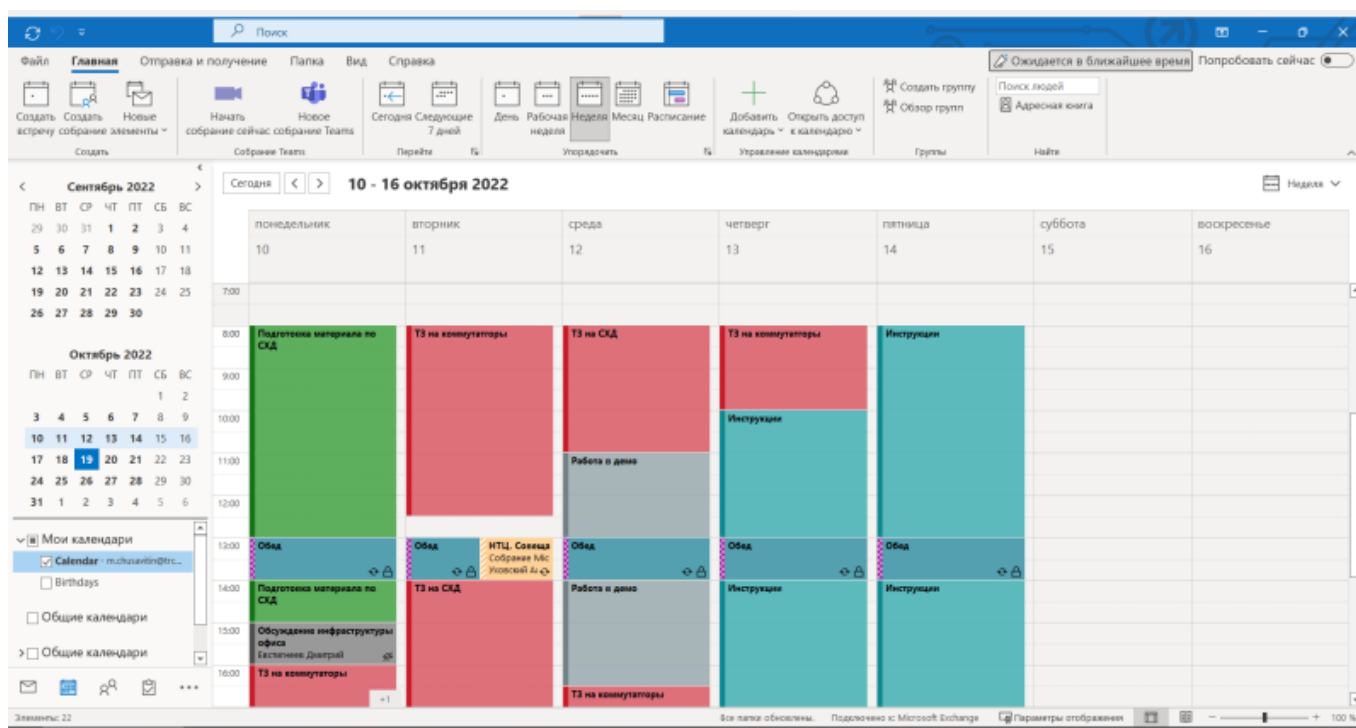 Поиск
Файл Главная Отправка и получение Папка Вид Справка
Ожидается в ближайшее время Попробовать сейчас
Создать встречу
Создать собрание
Новые элементы
Начать собрание сейчас
Новое собрание Teams
Сегодня
Следующие 7 дней
День
Рабочая неделя
Неделя
Месяц
Расписание
Добавить календарь
Открыть доступ к календарю
Создать группу
Обзор групп
Поиск людей
Адресная книга
Создать Собрание Teams Перейти Упорядочить Управление календарями Группы Найти
Сентябрь 2022
ПН ВТ СР ЧТ ПТ СБ ВС
29 30 31 1 2 3 4
5 6 7 8 9 10 11
12 13 14 15 16 17 18
19 20 21 22 23 24 25
26 27 28 29 30
Октябрь 2022
ПН ВТ СР ЧТ ПТ СБ ВС
1 2
3 4 5 6 7 8 9
10 11 12 13 14 15 16
17 18 19 20 21 22 23
24 25 26 27 28 29 30
31 1 2 3 4 5 6
Мои календари
Calendar
Birthdays
Общие календари
Общие календари
Сегодня 10 - 16 октября 2022 Неделя
понедельник вторник среда четверг пятница суббота воскресенье
10 11 12 13 14 15 16
7:00
8:00 Подготовка материала по СХД
ТЗ на коммутатторы
ТЗ на СХД
ТЗ на коммутатторы
Инструкции
9:00
10:00 Инструкции
11:00 Работа в демо
12:00
13:00 Обед
Обед
НТЦ. Совеща
Собрание Mic
Обед
Обед
Обед
14:00 Подготовка материала по СХД
ТЗ на СХД
Работа в демо
Инструкции
Инструкции
15:00 Обсуждение инфраструктуры офиса
16:00 ТЗ на коммутаторы
+1
ТЗ на коммутатторы
Элементы: 22
Все папки обновлены. Подключено к: Microsoft Exchange Параметры отображения 100 %